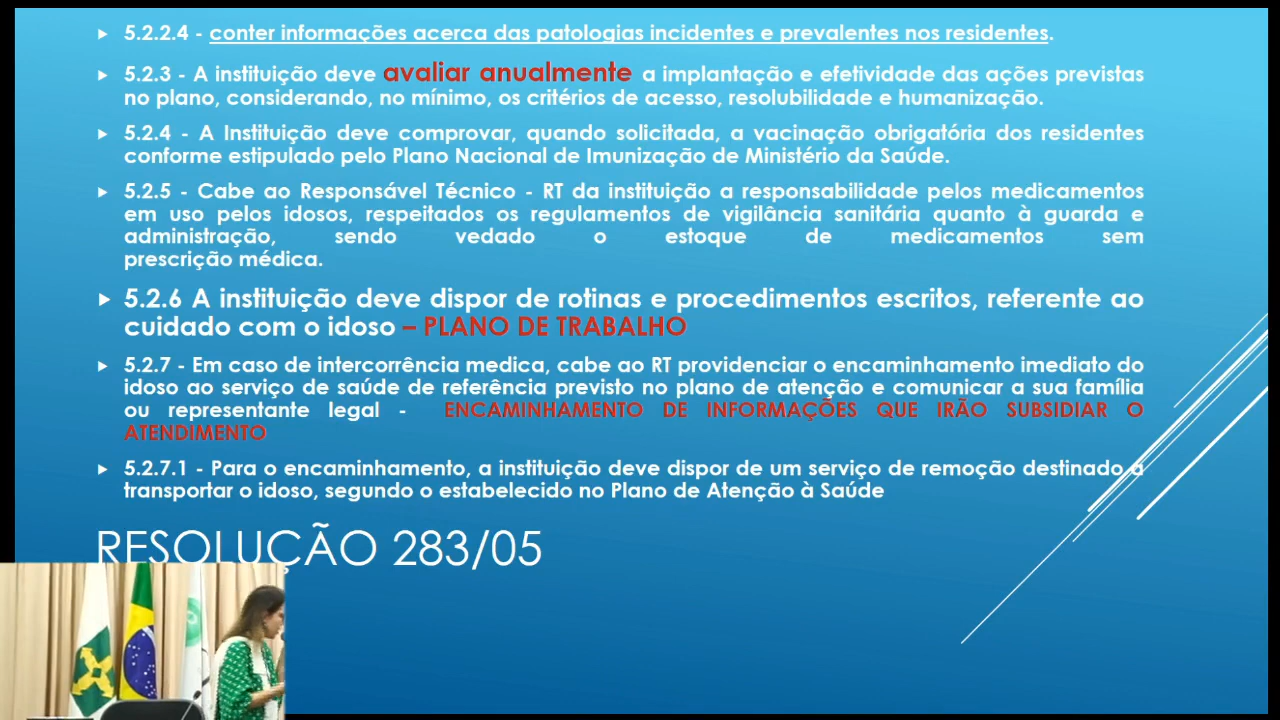 5.2.2.4 - conter informações acerca das patologias incidentes e prevalentes nos residentes.
5.2.3 - A instituição deve avaliar anualmente a implantação e efetividade das ações previstas
no plano, considerando, no mínimo, os critérios de acesso, resolubilidade e humanização.
5.2.4 - A Instituição deve comprovar, quando solicitada, a vacinação obrigatória dos residentes
conforme estipulado pelo Plano Nacional de Imunização de Ministério da Saúde.
5.2.5 - Cabe ao Responsável Técnico - RT da instituição a responsabilidade pelos medicamentos
em uso pelos idosos, respeitados os regulamentos de vigilância sanitária quanto à guarda e
administração, sendo vedado o estoque de medicamentos sem
prescrição médica.
5.2.6 A instituição deve dispor de rotinas e procedimentos escritos, referente ao
cuidado com o idoso – PLANO DE TRABALHO
5.2.7 - Em caso de intercorrência medica, cabe ao RT providenciar o encaminhamento imediato do
idoso ao serviço de saúde de referência previsto no plano de atenção e comunicar a sua família
ou representante legal - ENCAMINHAMENTO DE INFORMAÇÕES QUE IRÃO SUBSIDIAR O
ATENDIMENTO
5.2.7.1 - Para o encaminhamento, a instituição deve dispor de um serviço de remoção destinado a
transportar o idoso, segundo o estabelecido no Plano de Atenção à Saúde
RESOLUÇÃO 283/05